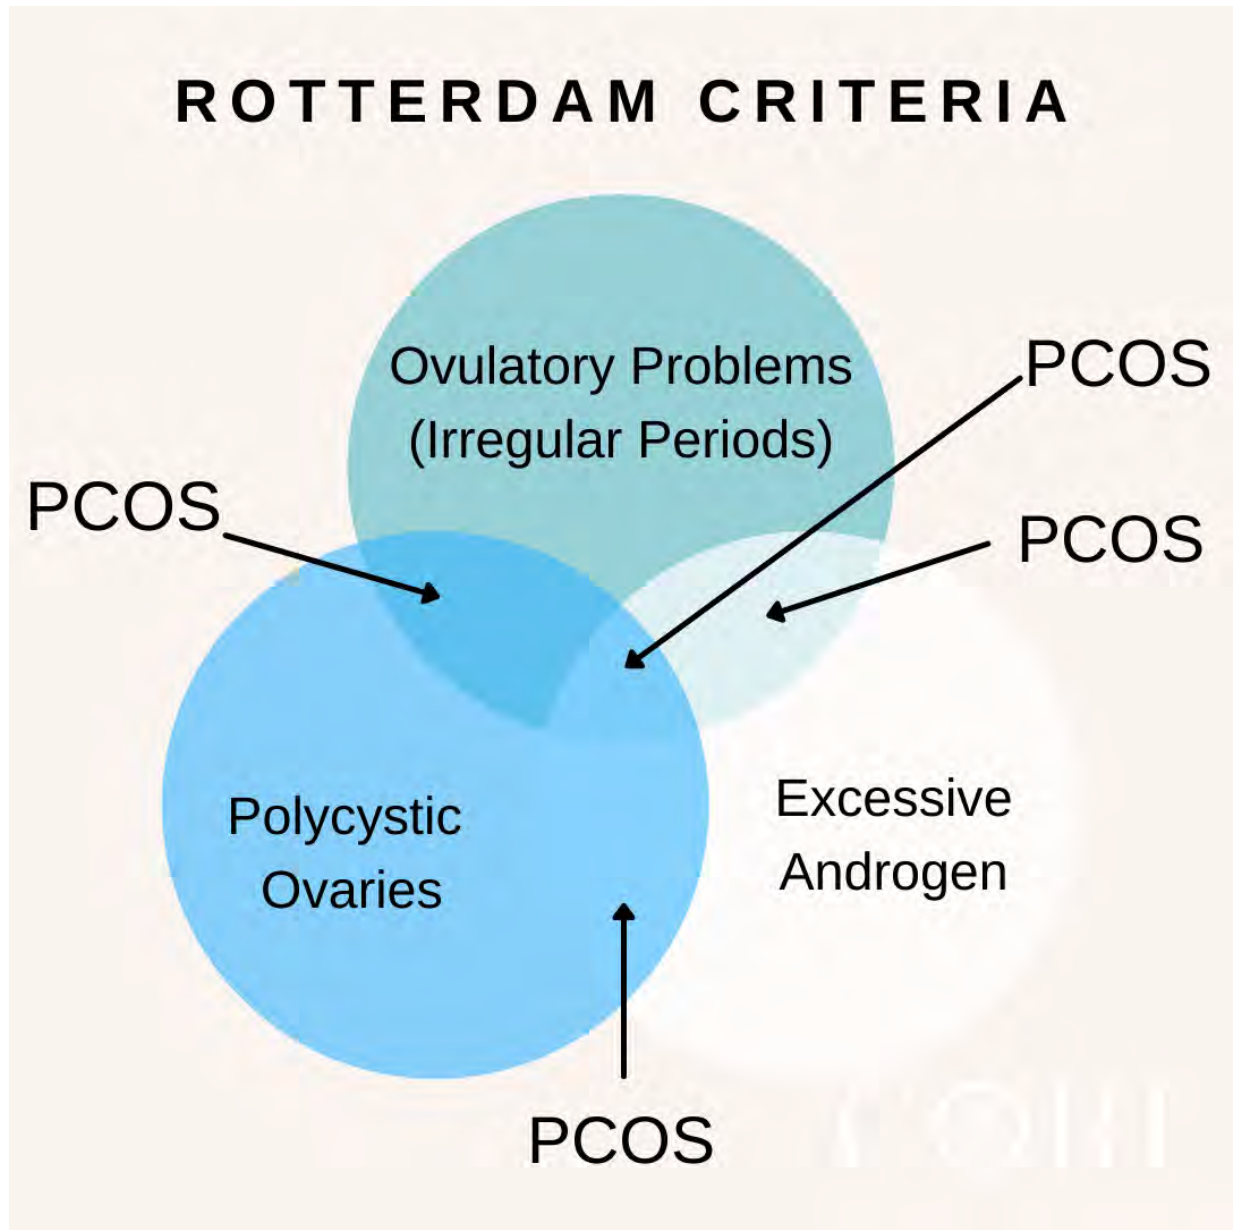 ROTTERDAM CRITERIA
Ovulatory Problems
(Irregular Periods)
PCOS
PCOS
PCOS
Polycystic
Ovaries
Excessive
Androgen
PCOS